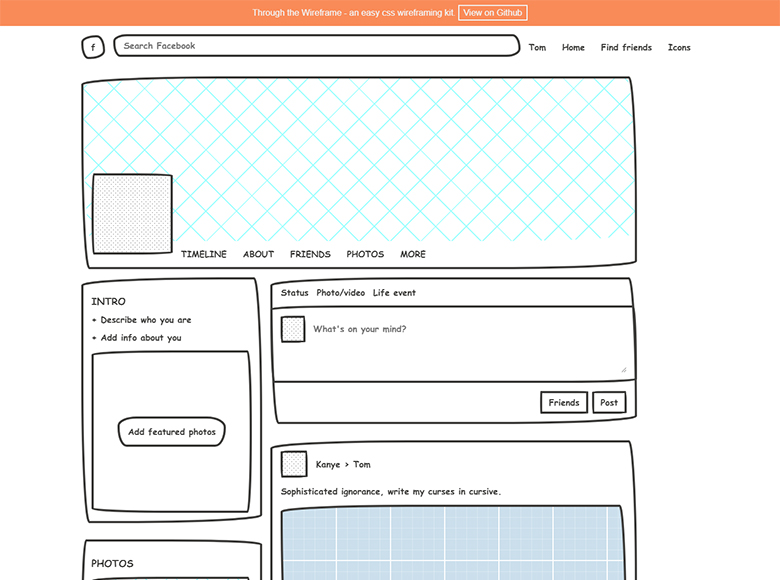 Through the Wireframe - an easy css wireframing kit. View on Github
f Search Facebook Tom Home Find friends Icons
TIMELINE ABOUT FRIENDS PHOTOS MORE
INTRO
+ Describe who you are
+ Add info about you
Add featured photos
PHOTOS
Status Photo/video Life event
What's on your mind?
Friends Post
Kanye > Tom
Sophisticated ignorance, write my curses in cursive.